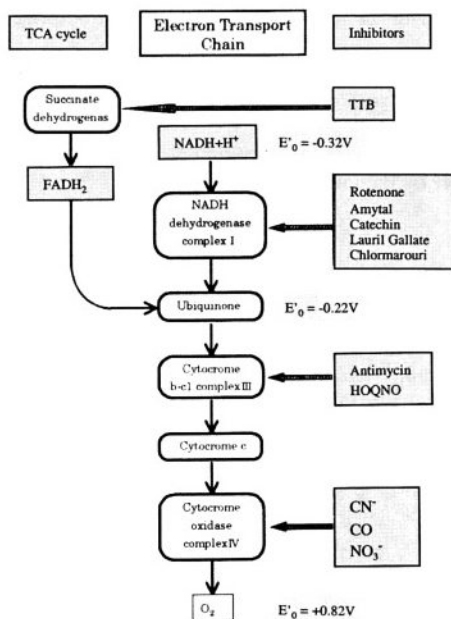 TCA cycle
Electron Transport
Chain
Inhibitors
Succinate
dehydrogenas
TTB
NADH+H⁺
E'₀ = -0.32V
FADH₂
NADH
dehydrogenase
complex I
Rotenone
Amytal
Catechin
Lauril Gallate
Chlormarouri
Ubiquinone
E'₀ = -0.22V
Cytocrome
b-c1 complex III
Antimycin
HOQNO
Cytocrome c
Cytocrome
oxidase
complex IV
CN⁻
CO
NO₃⁻
O₂
E'₀ = +0.82V